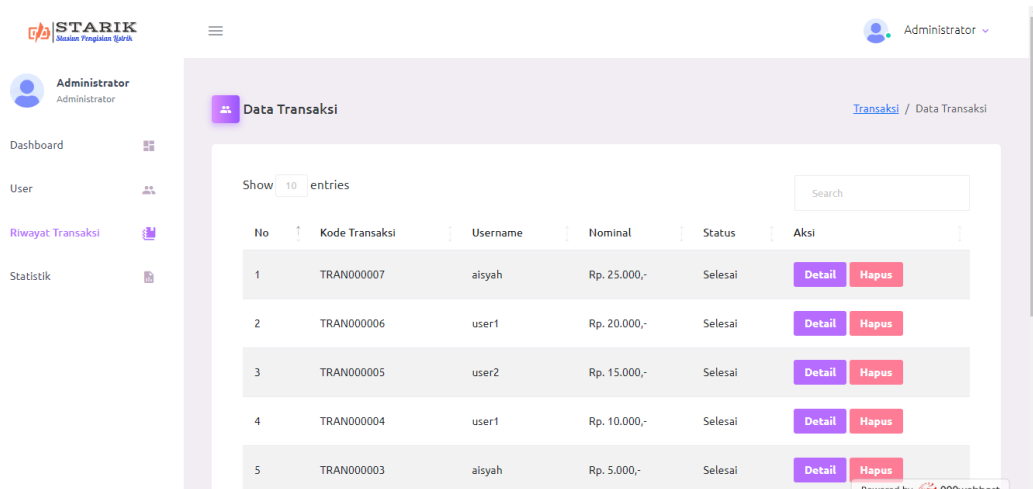 STARIK
Stasiun Pengisian Listrik
Administrator
Administrator
Administrator
Dashboard
User
Riwayat Transaksi
Statistik
Data Transaksi
Transaksi / Data Transaksi
Show 10 entries
Search
No Kode Transaksi Username Nominal Status Aksi
1 TRAN000007 aisyah Rp. 25.000,- Selesai Detail Hapus
2 TRAN000006 user1 Rp. 20.000,- Selesai Detail Hapus
3 TRAN000005 user2 Rp. 15.000,- Selesai Detail Hapus
4 TRAN000004 user1 Rp. 10.000,- Selesai Detail Hapus
5 TRAN000003 aisyah Rp. 5.000,- Selesai Detail Hapus
Powered by 000webhost